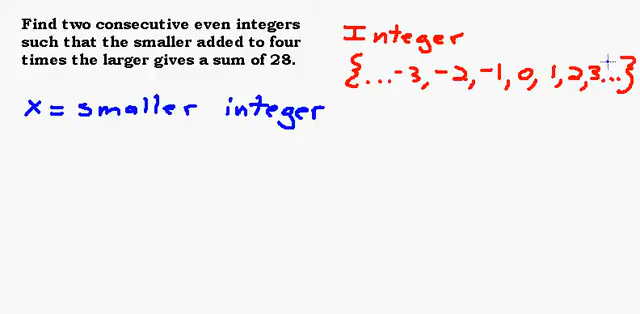 Find two consecutive even integers
such that the smaller added to four
times the larger gives a sum of 28.
Integer
{...-3, -2, -1, 0, 1, 2, 3...}
x = smaller integer